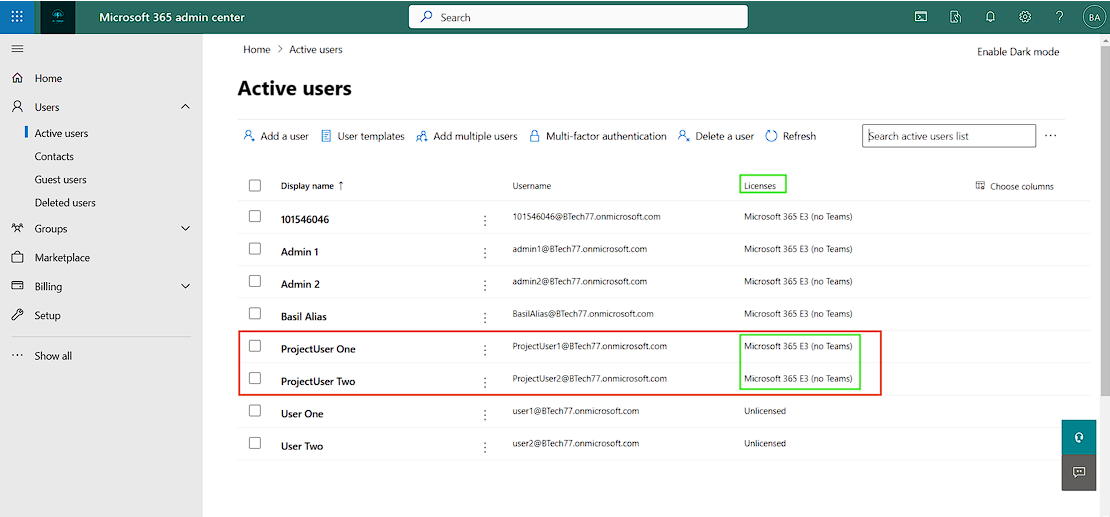 Microsoft 365 admin center
Search
BA
Home > Active users
Enable Dark mode
Home
Users
Active users
Contacts
Guest users
Deleted users
Groups
Marketplace
Billing
Setup
Show all
Active users
Add a user User templates Add multiple users Multi-factor authentication Delete a user Refresh Search active users list
Display name ↑ Username Licenses Choose columns
101546046 101546046@BTech77.onmicrosoft.com Microsoft 365 E3 (no Teams)
Admin 1 admin1@BTech77.onmicrosoft.com Microsoft 365 E3 (no Teams)
Admin 2 admin2@BTech77.onmicrosoft.com Microsoft 365 E3 (no Teams)
Basil Alias BasilAlias@BTech77.onmicrosoft.com Microsoft 365 E3 (no Teams)
ProjectUser One ProjectUser1@BTech77.onmicrosoft.com Microsoft 365 E3 (no Teams)
ProjectUser Two ProjectUser2@BTech77.onmicrosoft.com Microsoft 365 E3 (no Teams)
User One user1@BTech77.onmicrosoft.com Unlicensed
User Two user2@BTech77.onmicrosoft.com Unlicensed